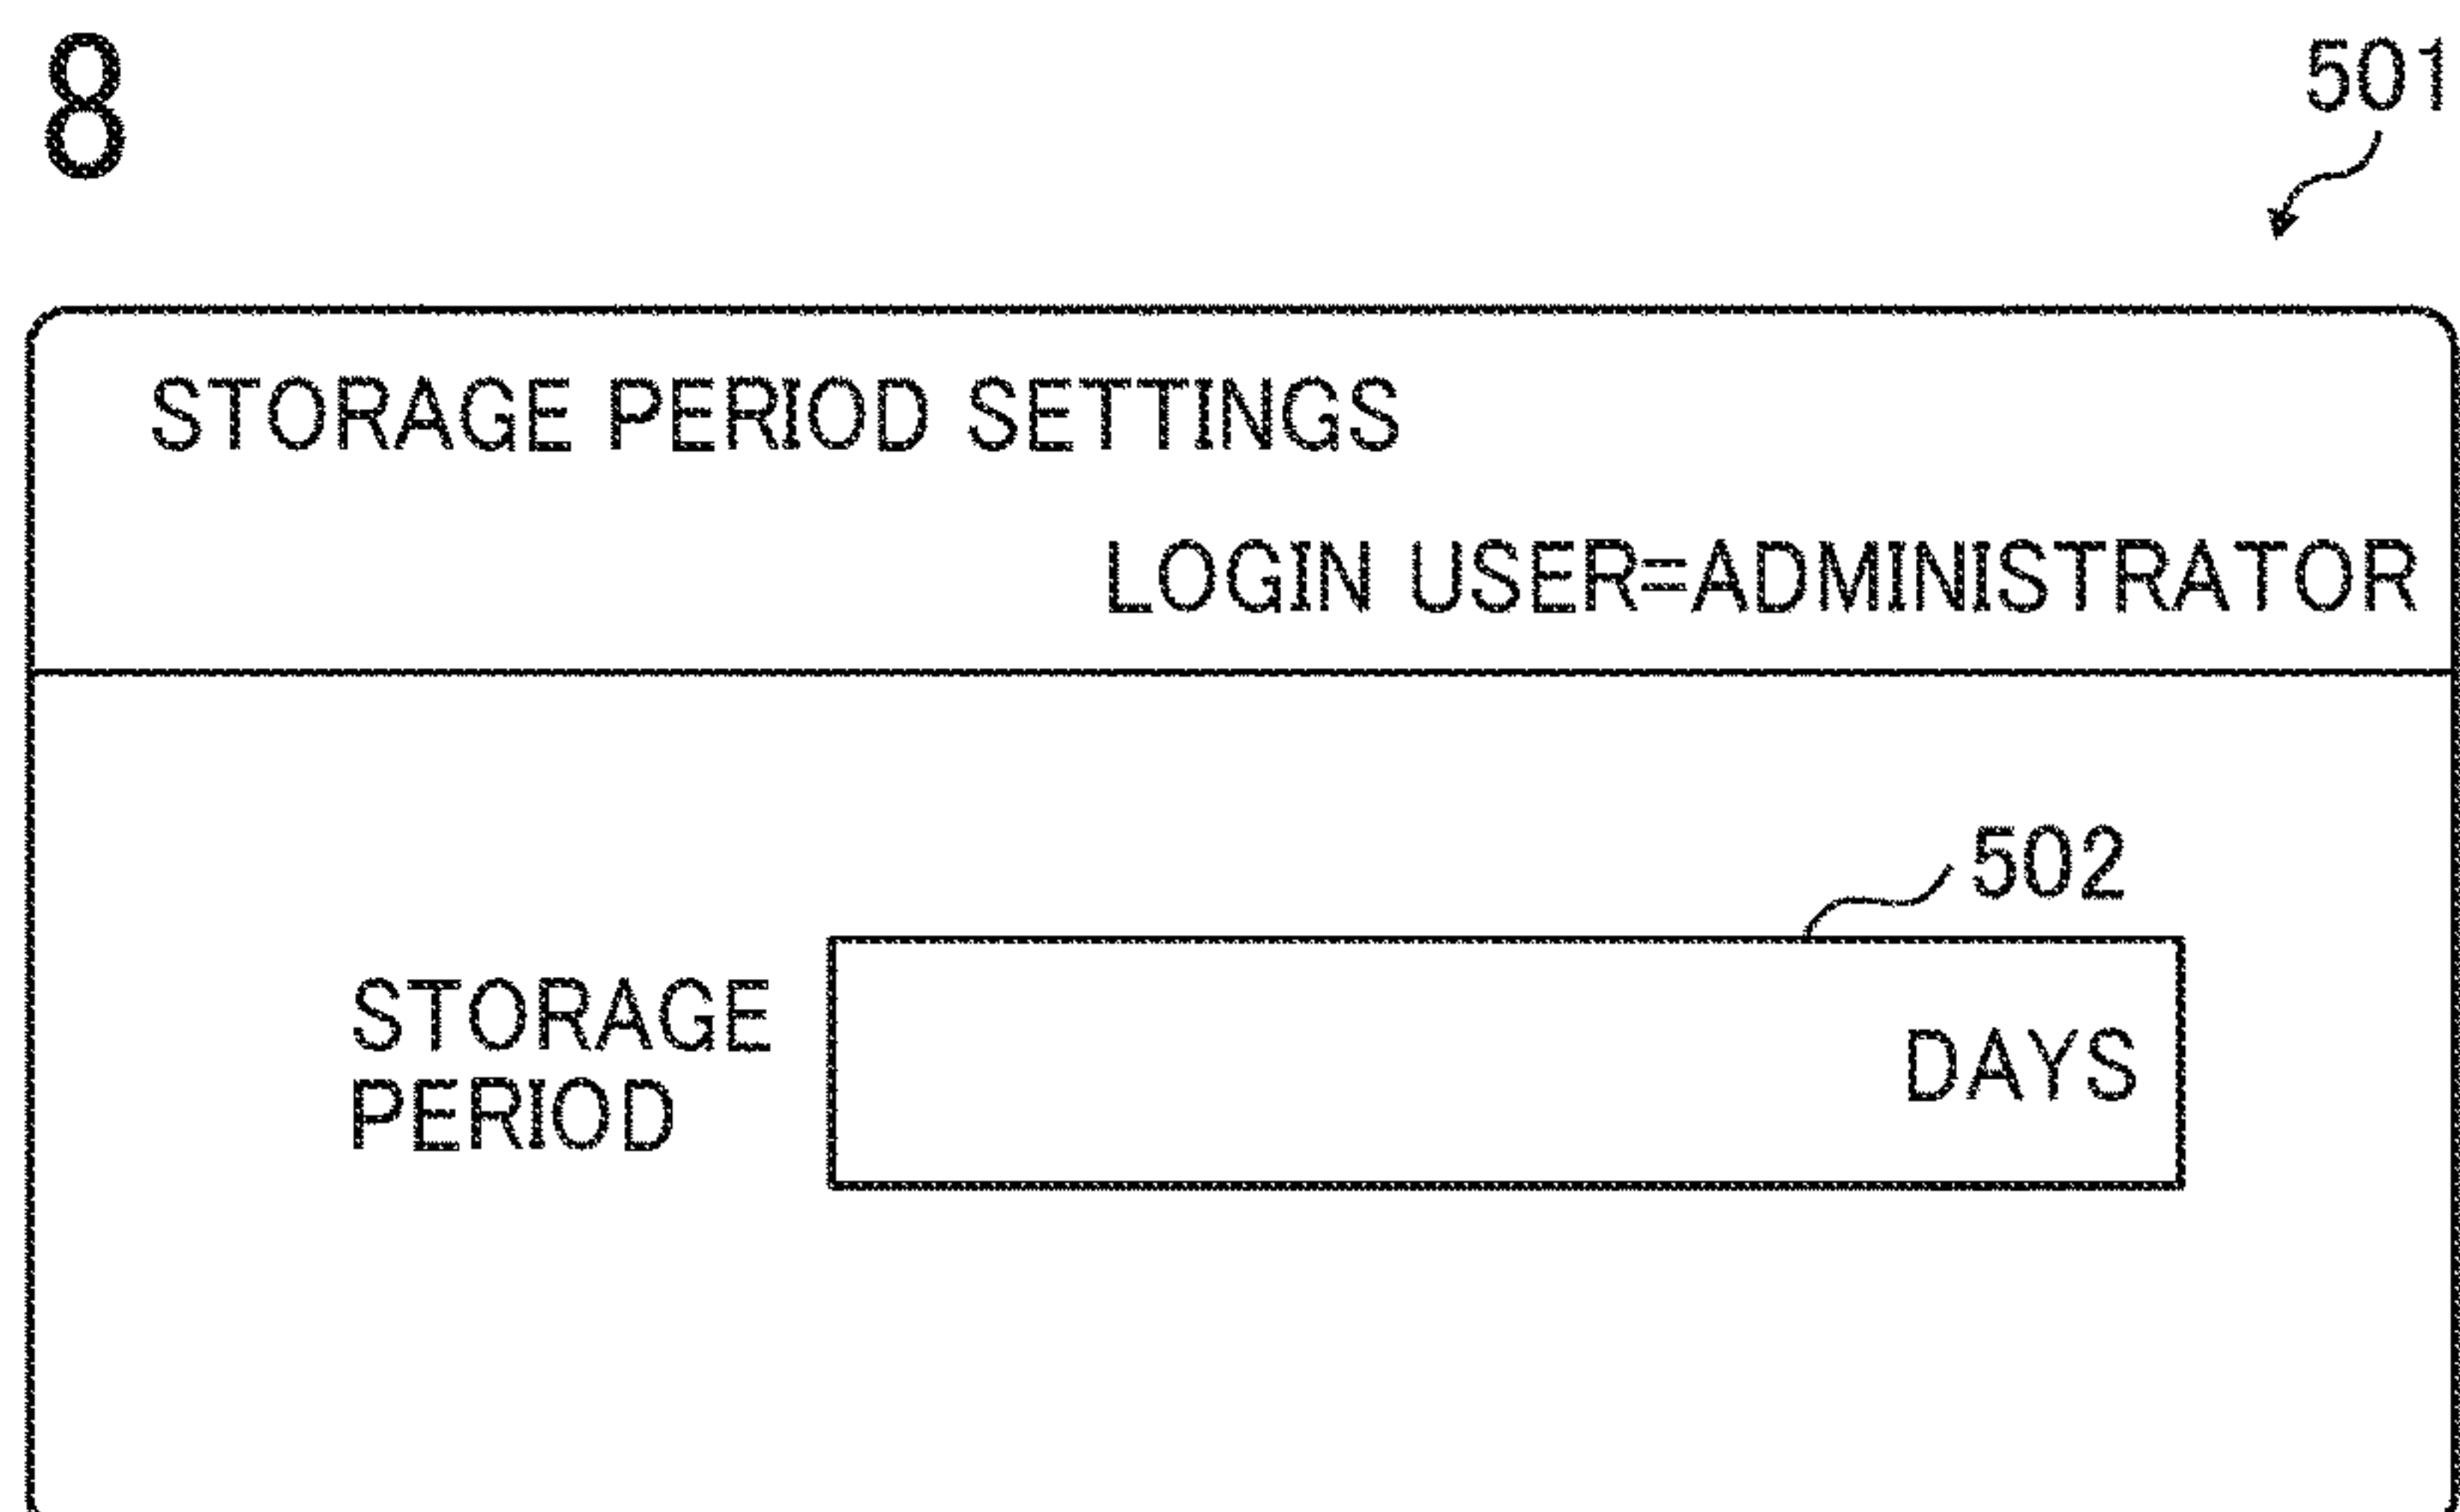 8
501
STORAGE PERIOD SETTINGS
LOGIN USER=ADMINISTRATOR
502
STORAGE
PERIOD
DAYS